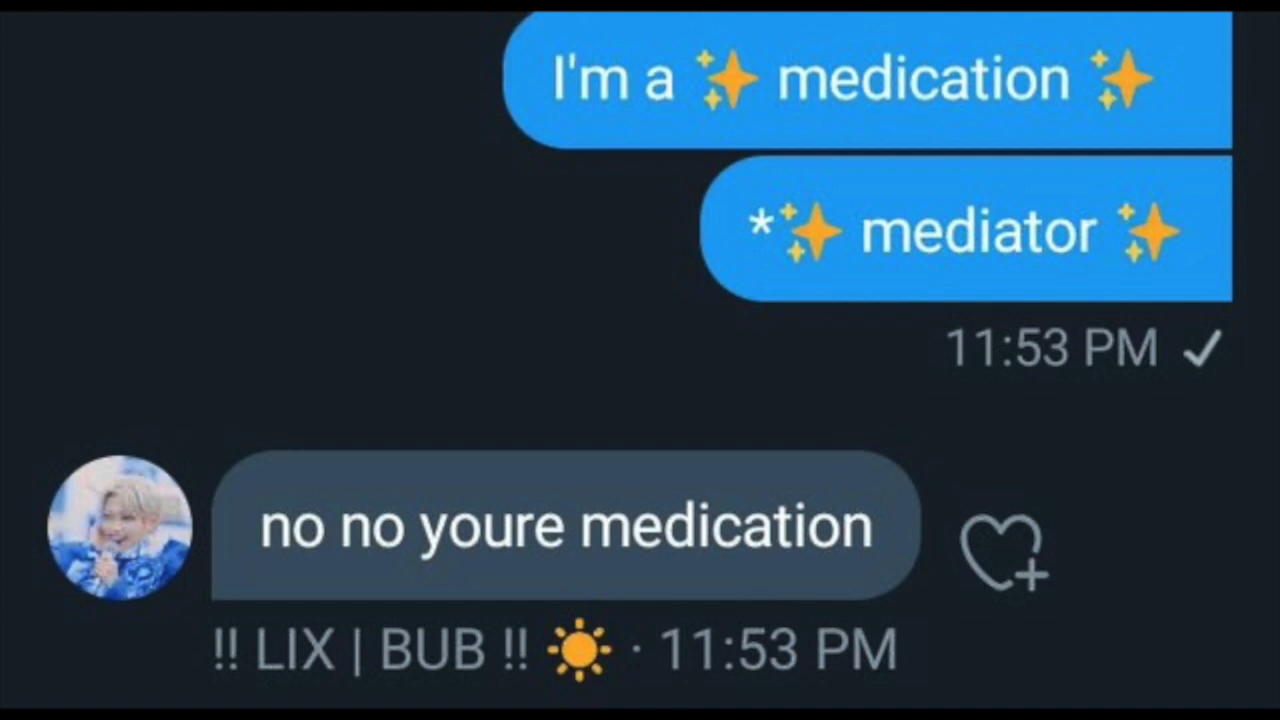 I'm a ✨ medication ✨
*✨ mediator ✨
11:53 PM ✓
no no youre medication
!! LIX | BUB !! ☀️ · 11:53 PM